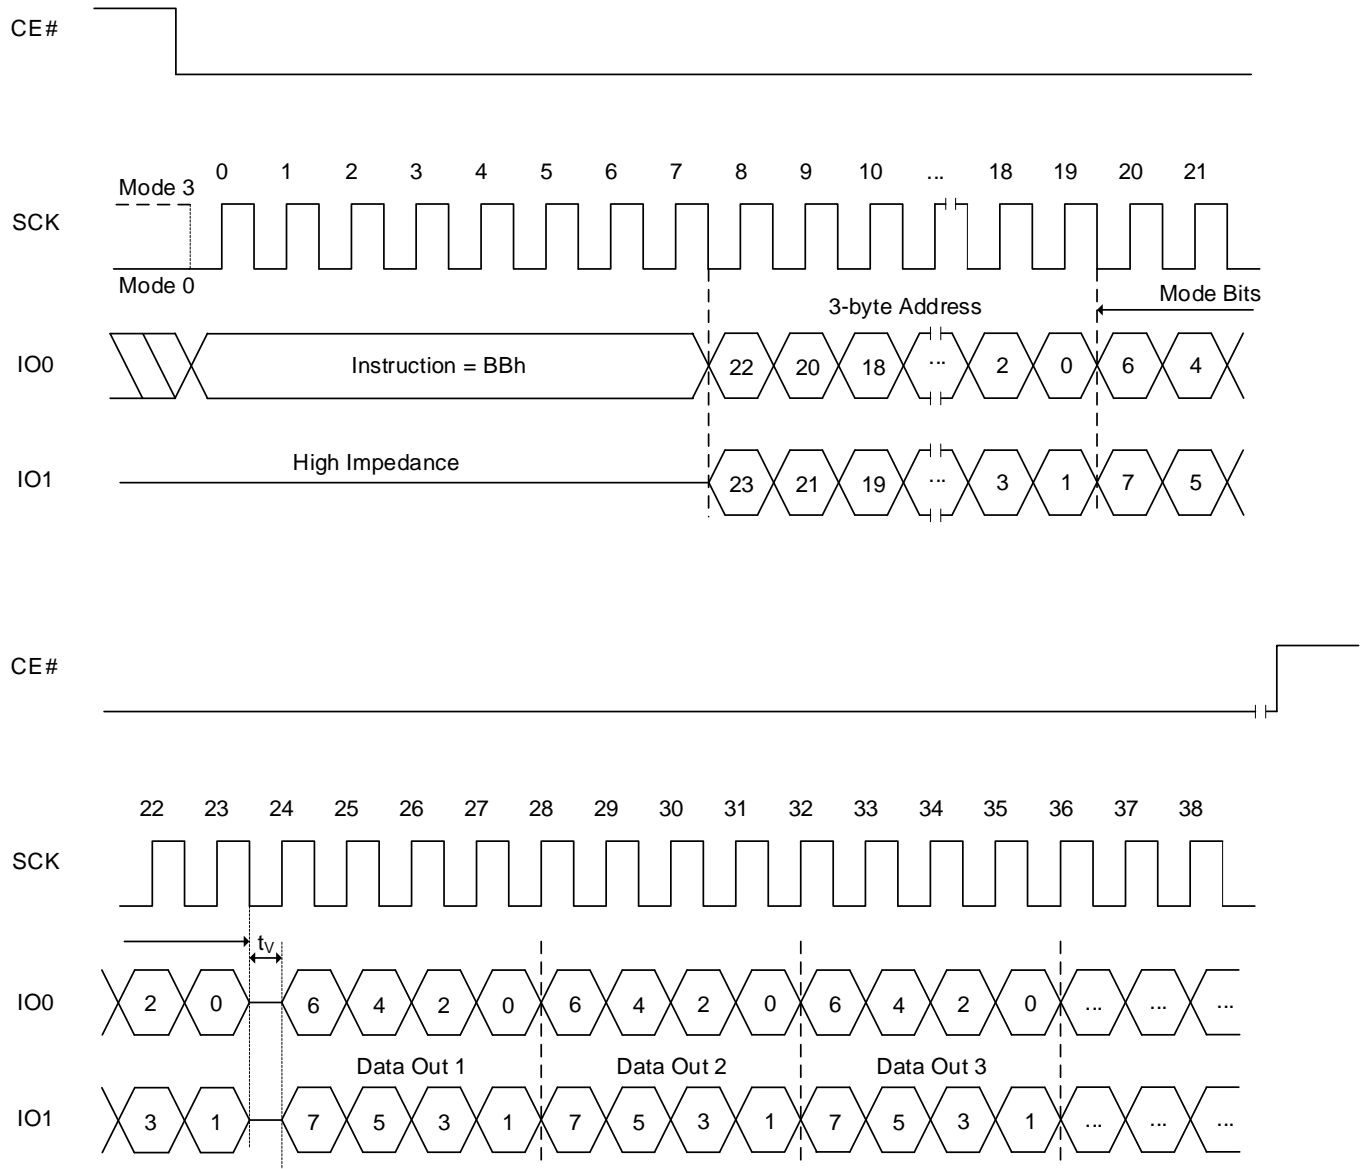 CE#
0 1 2 3 4 5 6 7 8 9 10 ... 18 19 20 21
Mode 3
SCK
Mode 0
3-byte Address
Mode Bits
IO0
Instruction = BBh
22 20 18 ... 2 0 6 4
High Impedance
IO1
23 21 19 ... 3 1 7 5
CE#
22 23 24 25 26 27 28 29 30 31 32 33 34 35 36 37 38
SCK
tV
IO0
2 0 6 4 2 0 6 4 2 0 6 4 2 0 ... ... ...
Data Out 1 Data Out 2 Data Out 3
IO1
3 1 7 5 3 1 7 5 3 1 7 5 3 1 ... ... ...